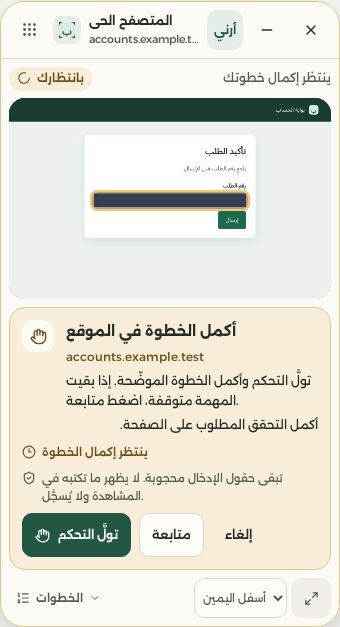 المتصفح الحي
accounts.example.t...
أرني
ينتظر إكمال خطوتك
بانتظارك
بوابة الحساب
تأكيد الطلب
راجع رقم الطلب قبل الإرسال.
رقم الطلب
إرسال
أكمل الخطوة في الموقع
accounts.example.test
تولَّ التحكم وأكمل الخطوة الموضّحة. إذا بقيت
المهمة متوقفة، اضغط متابعة.
أكمل التحقق المطلوب على الصفحة.
ينتظر إكمال الخطوة
تبقى حقول الإدخال محجوبة. لا يظهر ما تكتبه في
المشاهدة ولا يُسجَّل.
تولَّ التحكم
متابعة
إلغاء
الخطوات
أسفل اليمين